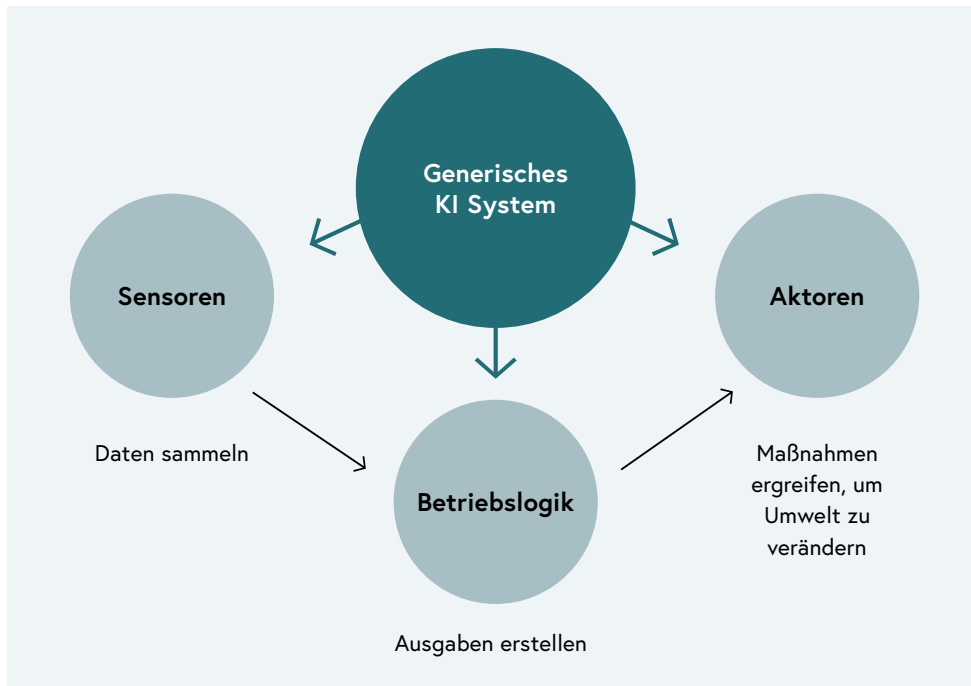 Generisches
KI System
Sensoren
Aktoren
Daten sammeln
Maßnahmen
ergreifen, um
Umwelt zu
verändern
Betriebslogik
Ausgaben erstellen